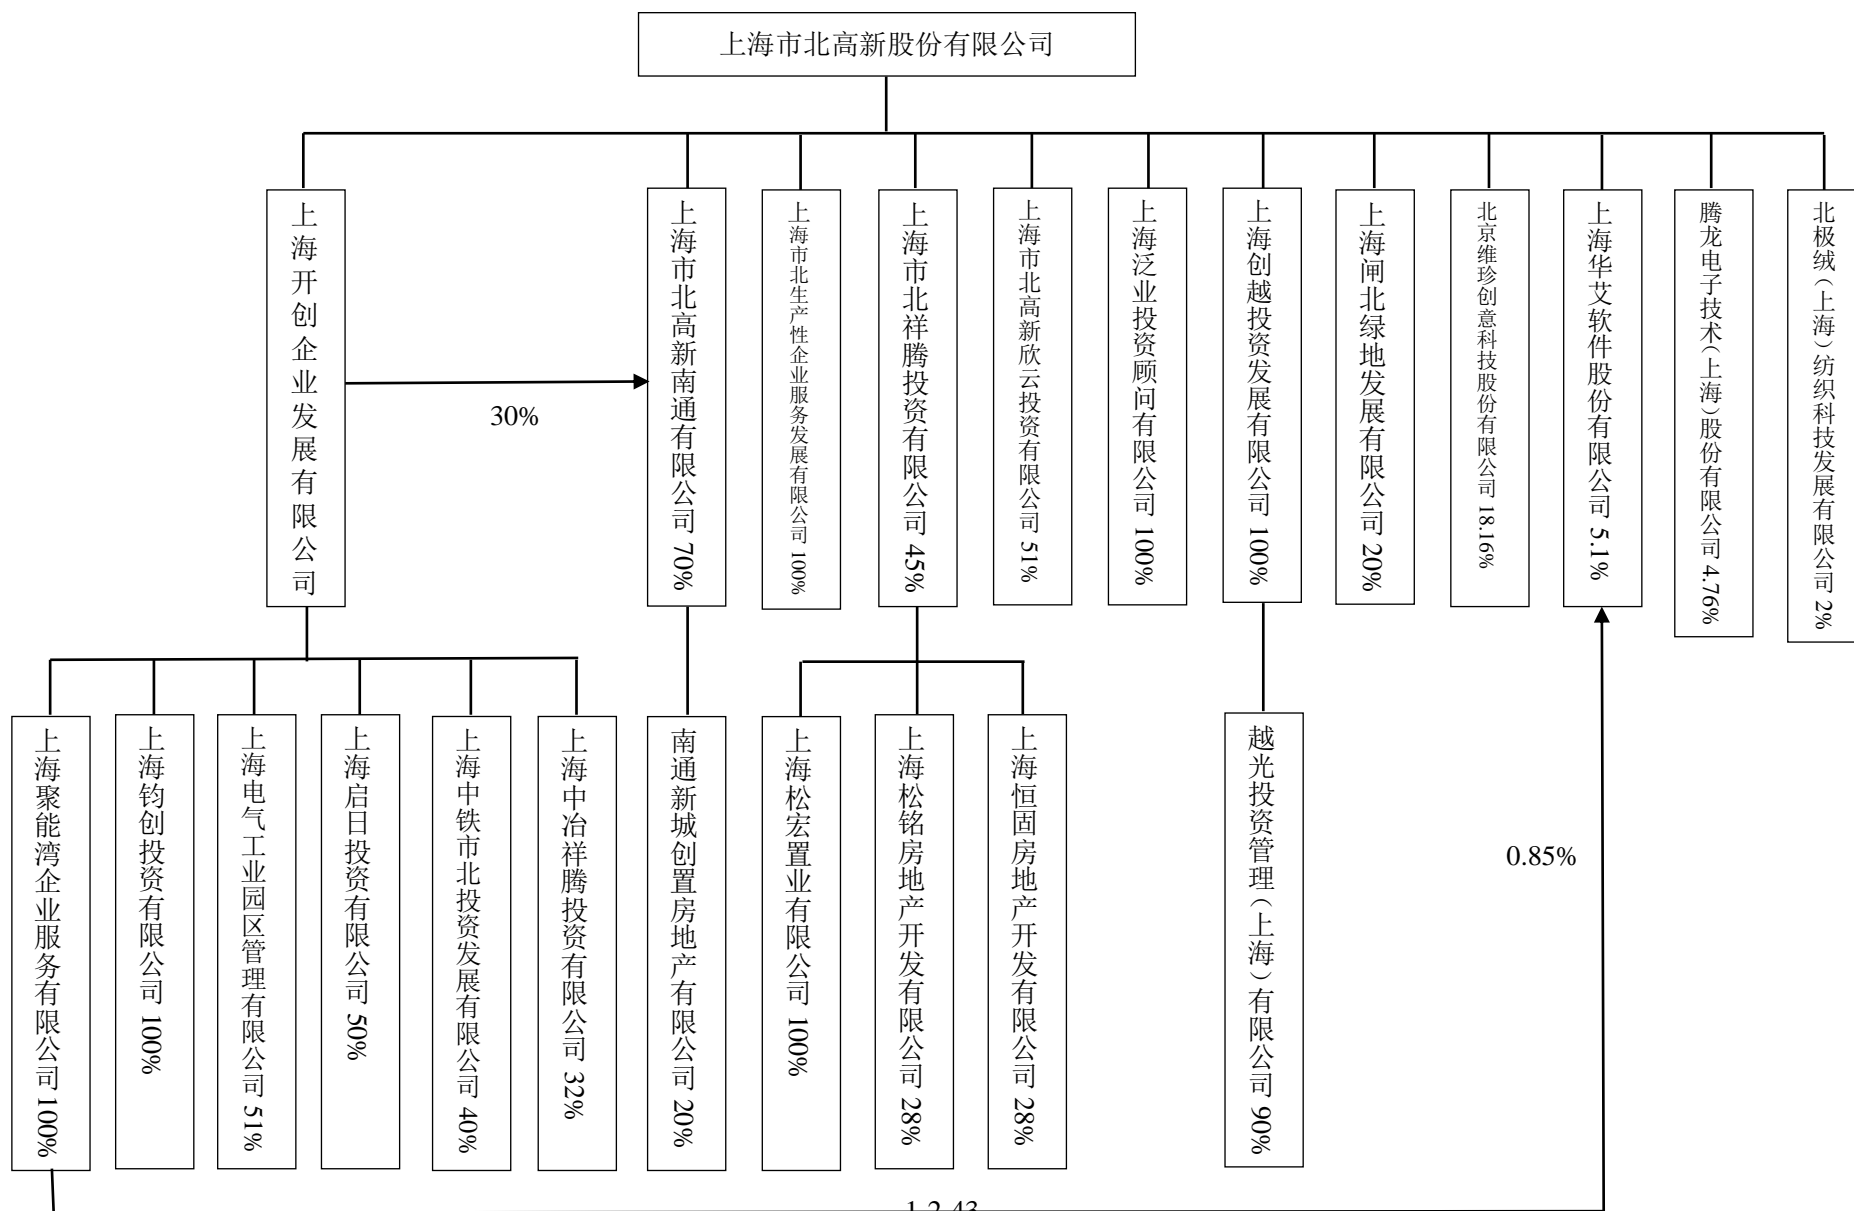 上海市北高新股份有限公司
上海开创企业发展有限公司
30%
上海市北高新南通有限公司 70%
上海市北生产性企业服务发展有限公司 100%
上海市北祥腾投资有限公司 45%
上海市北高新欣云投资有限公司 51%
上海泛业投资顾问有限公司 100%
上海创越投资发展有限公司 100%
上海闸北绿地发展有限公司 20%
北京维珍创意科技股份有限公司 18.16%
上海华艾软件股份有限公司 5.1%
腾龙电子技术（上海）股份有限公司 4.76%
北极绒（上海）纺织科技发展有限公司 2%
上海聚能湾企业服务有限公司 100%
上海钧创投资有限公司 100%
上海电气工业园区管理有限公司 51%
上海启日投资有限公司 50%
上海中铁市北投资发展有限公司 40%
上海中冶祥腾投资有限公司 32%
南通新城创置房地产有限公司 20%
上海松宏置业有限公司 100%
上海松铭房地产开发有限公司 28%
上海恒固房地产开发有限公司 28%
越光投资管理（上海）有限公司 90%
0.85%
1-2-43